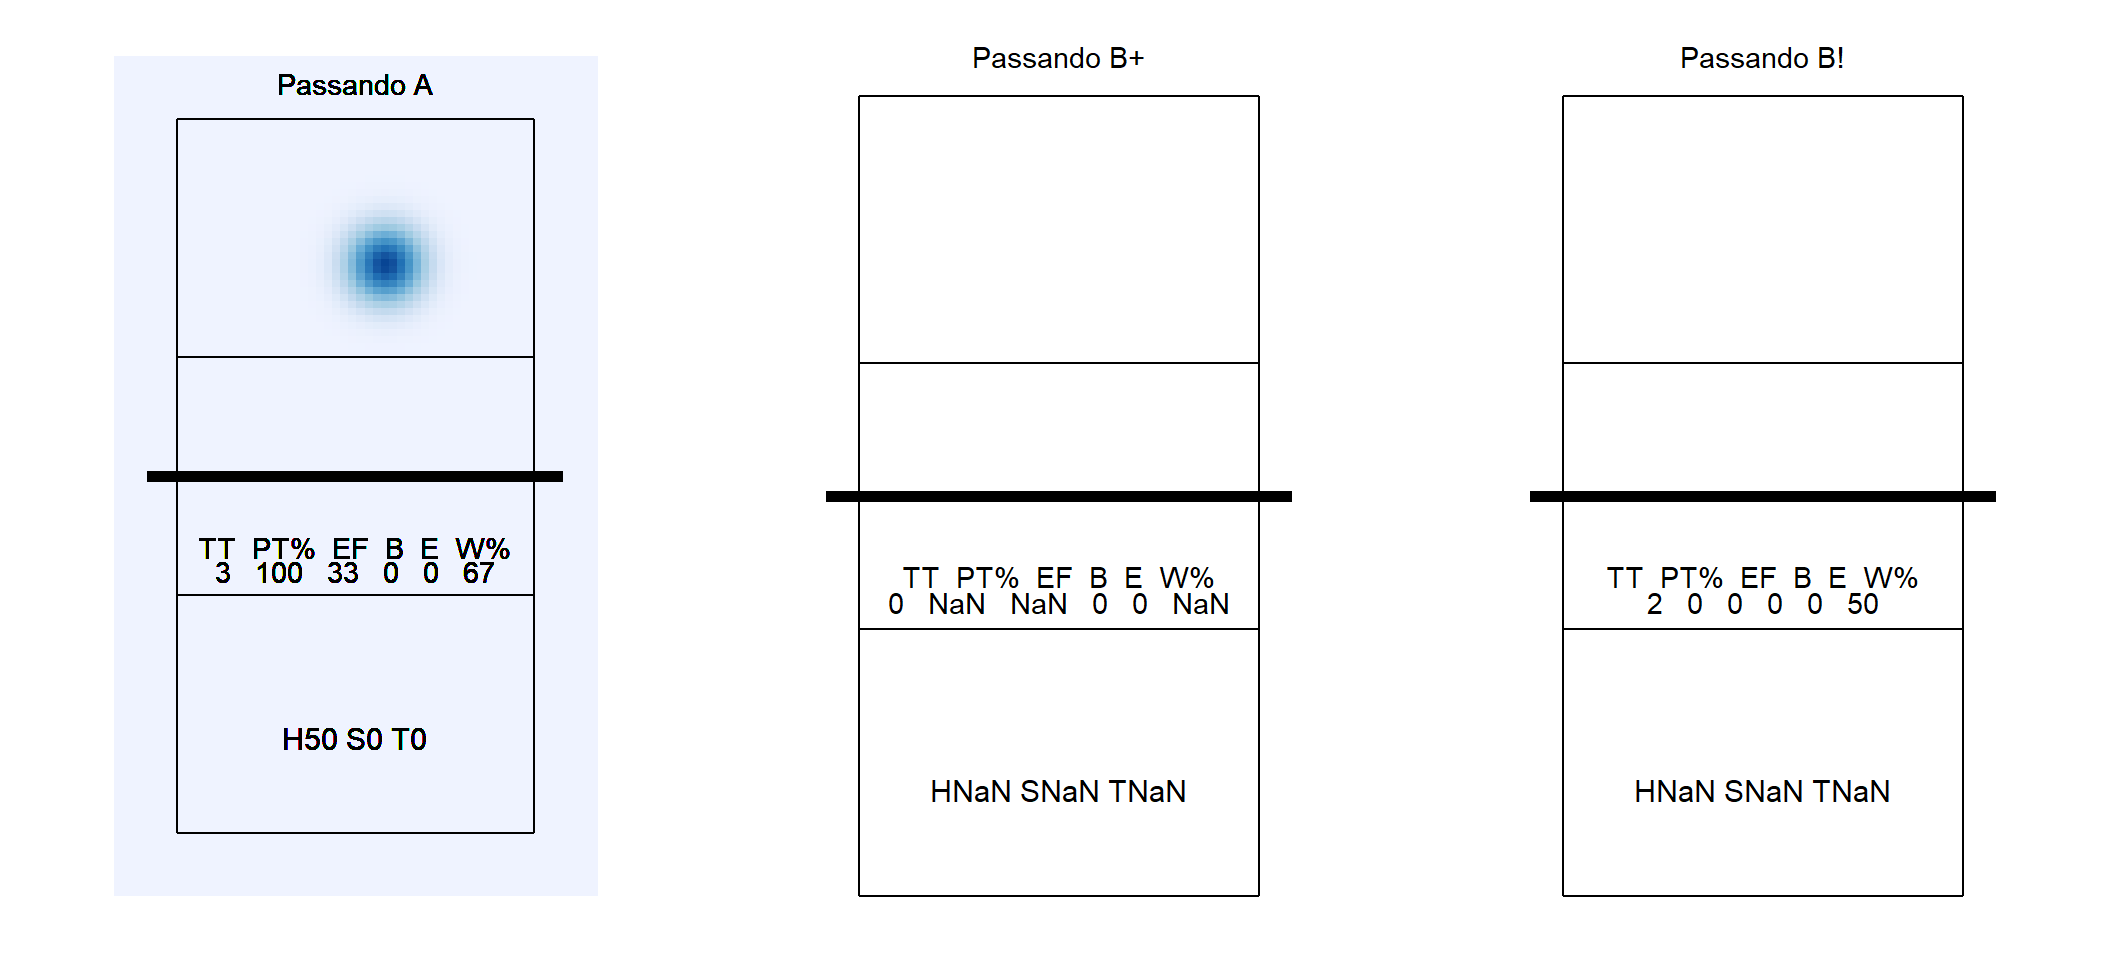 Passando A
TT PT% EF B E W%
3 100 33 0 0 67
H50 S0 T0
Passando B+
TT PT% EF B E W%
0 NaN NaN 0 0 NaN
HNaN SNaN TNaN
Passando B!
TT PT% EF B E W%
2 0 0 0 0 50
HNaN SNaN TNaN